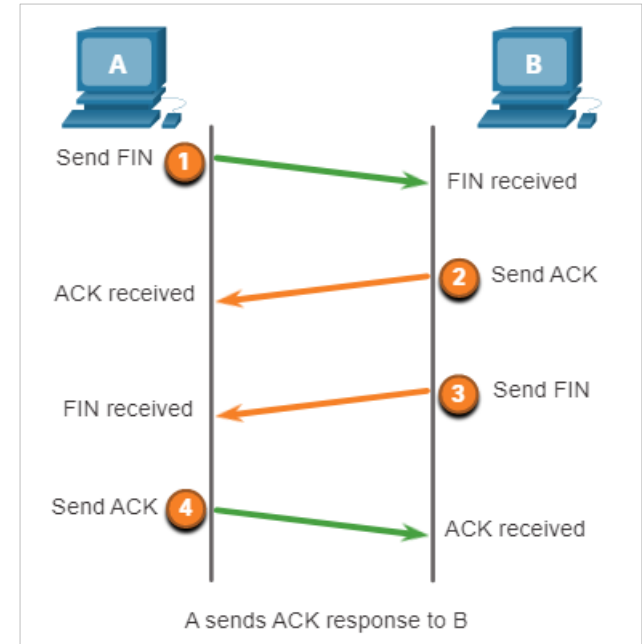 A
B
Send FIN 1
FIN received
2 Send ACK
ACK received
3 Send FIN
FIN received
Send ACK 4
ACK received
A sends ACK response to B